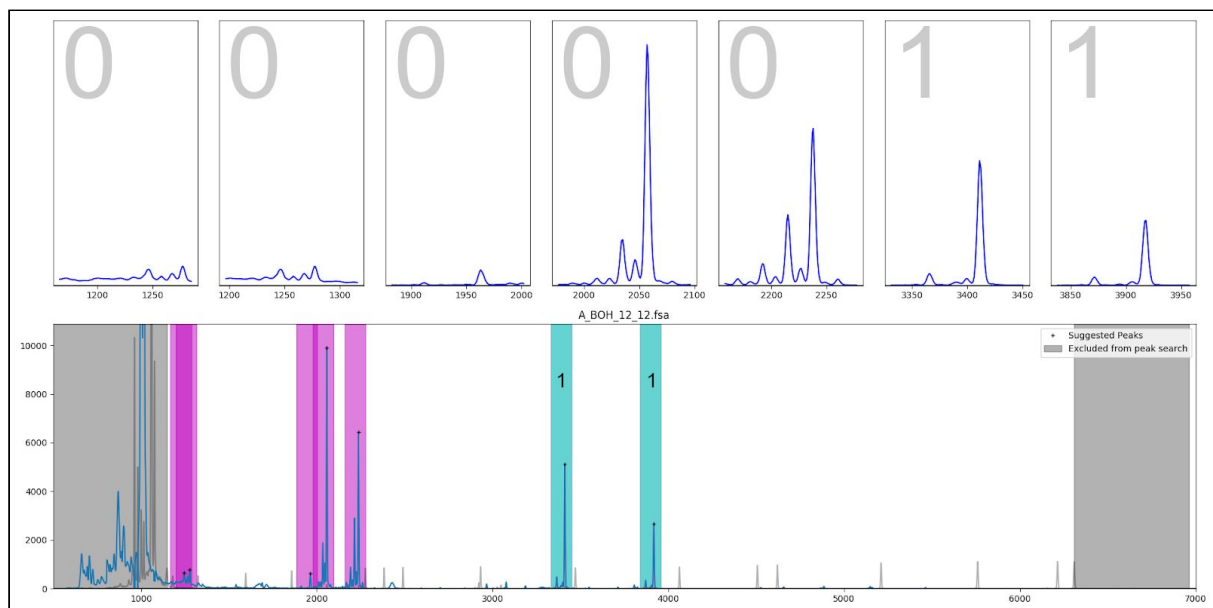 0 0 0 0 0 1 1
1200 1250 1200 1250 1300 1900 1950 2000 2000 2050 2100 2200 2250 3350 3400 3450 3850 3900 3950
A_BOH_12_12.fsa
Suggested Peaks
Excluded from peak search
1 1
10000
8000
6000
4000
2000
0
1000 2000 3000 4000 5000 6000 7000